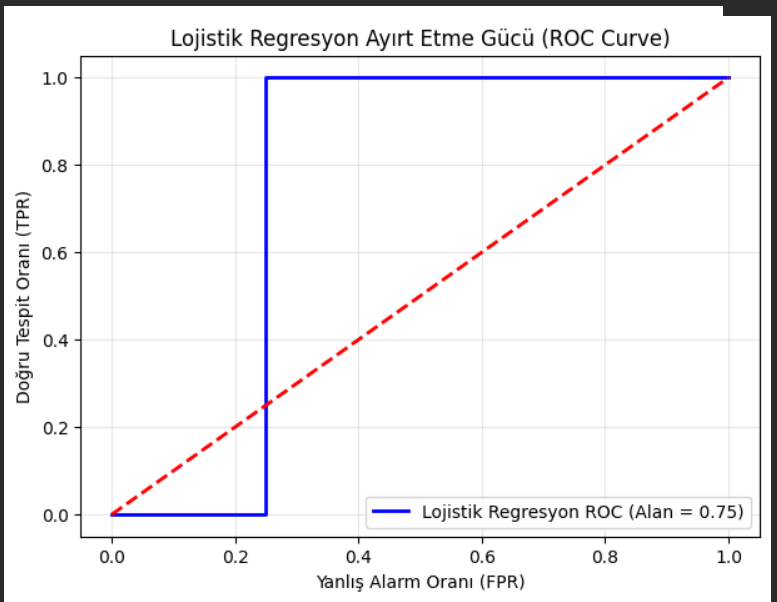 Lojistik Regresyon Ayırt Etme Gücü (ROC Curve)
Doğru Tespit Oranı (TPR)
1.0
0.8
0.6
0.4
0.2
0.0
Lojistik Regresyon ROC (Alan = 0.75)
0.0 0.2 0.4 0.6 0.8 1.0
Yanlış Alarm Oranı (FPR)